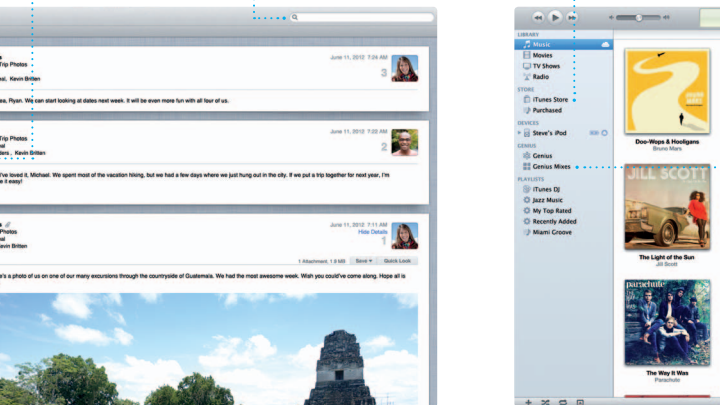 Trip Photos
June 11, 2012 7:04 AM
3
Kevin Britten
ea, Ryan. We can start looking at dates next week. It will be even more fun with all four of us.
June 11, 2012 7:22 AM
Trip Photos
2
Kevin Britten
I've loved it, Michael. We spent most of the vacation hiking, but we had a few days where we just hung out in the city. If we put a trip together for next year, I'm
e it easy!
June 11, 2012 7:11 AM
Photos
Hide Details
1
Kevin Britten
1 Attachment, 1.9 MB Save Quick Look
e's a photo of us on one of our many excursions through the countryside of Guatemala. We had the most awesome week. Wish you could've come along. Hope all is
LIBRARY
Music
Movies
TV Shows
Radio
STORE
iTunes Store
Purchased
DEVICES
Steve's iPod
GENIUS
Genius
Genius Mixes
PLAYLISTS
iTunes DJ
Jazz Music
My Top Rated
Recently Added
Miami Groove
Doo-Wops & Hooligans
Bruno Mars
JILL SCOTT
The Light of the Sun
Jill Scott
parachute
The Way It Was
Parachute